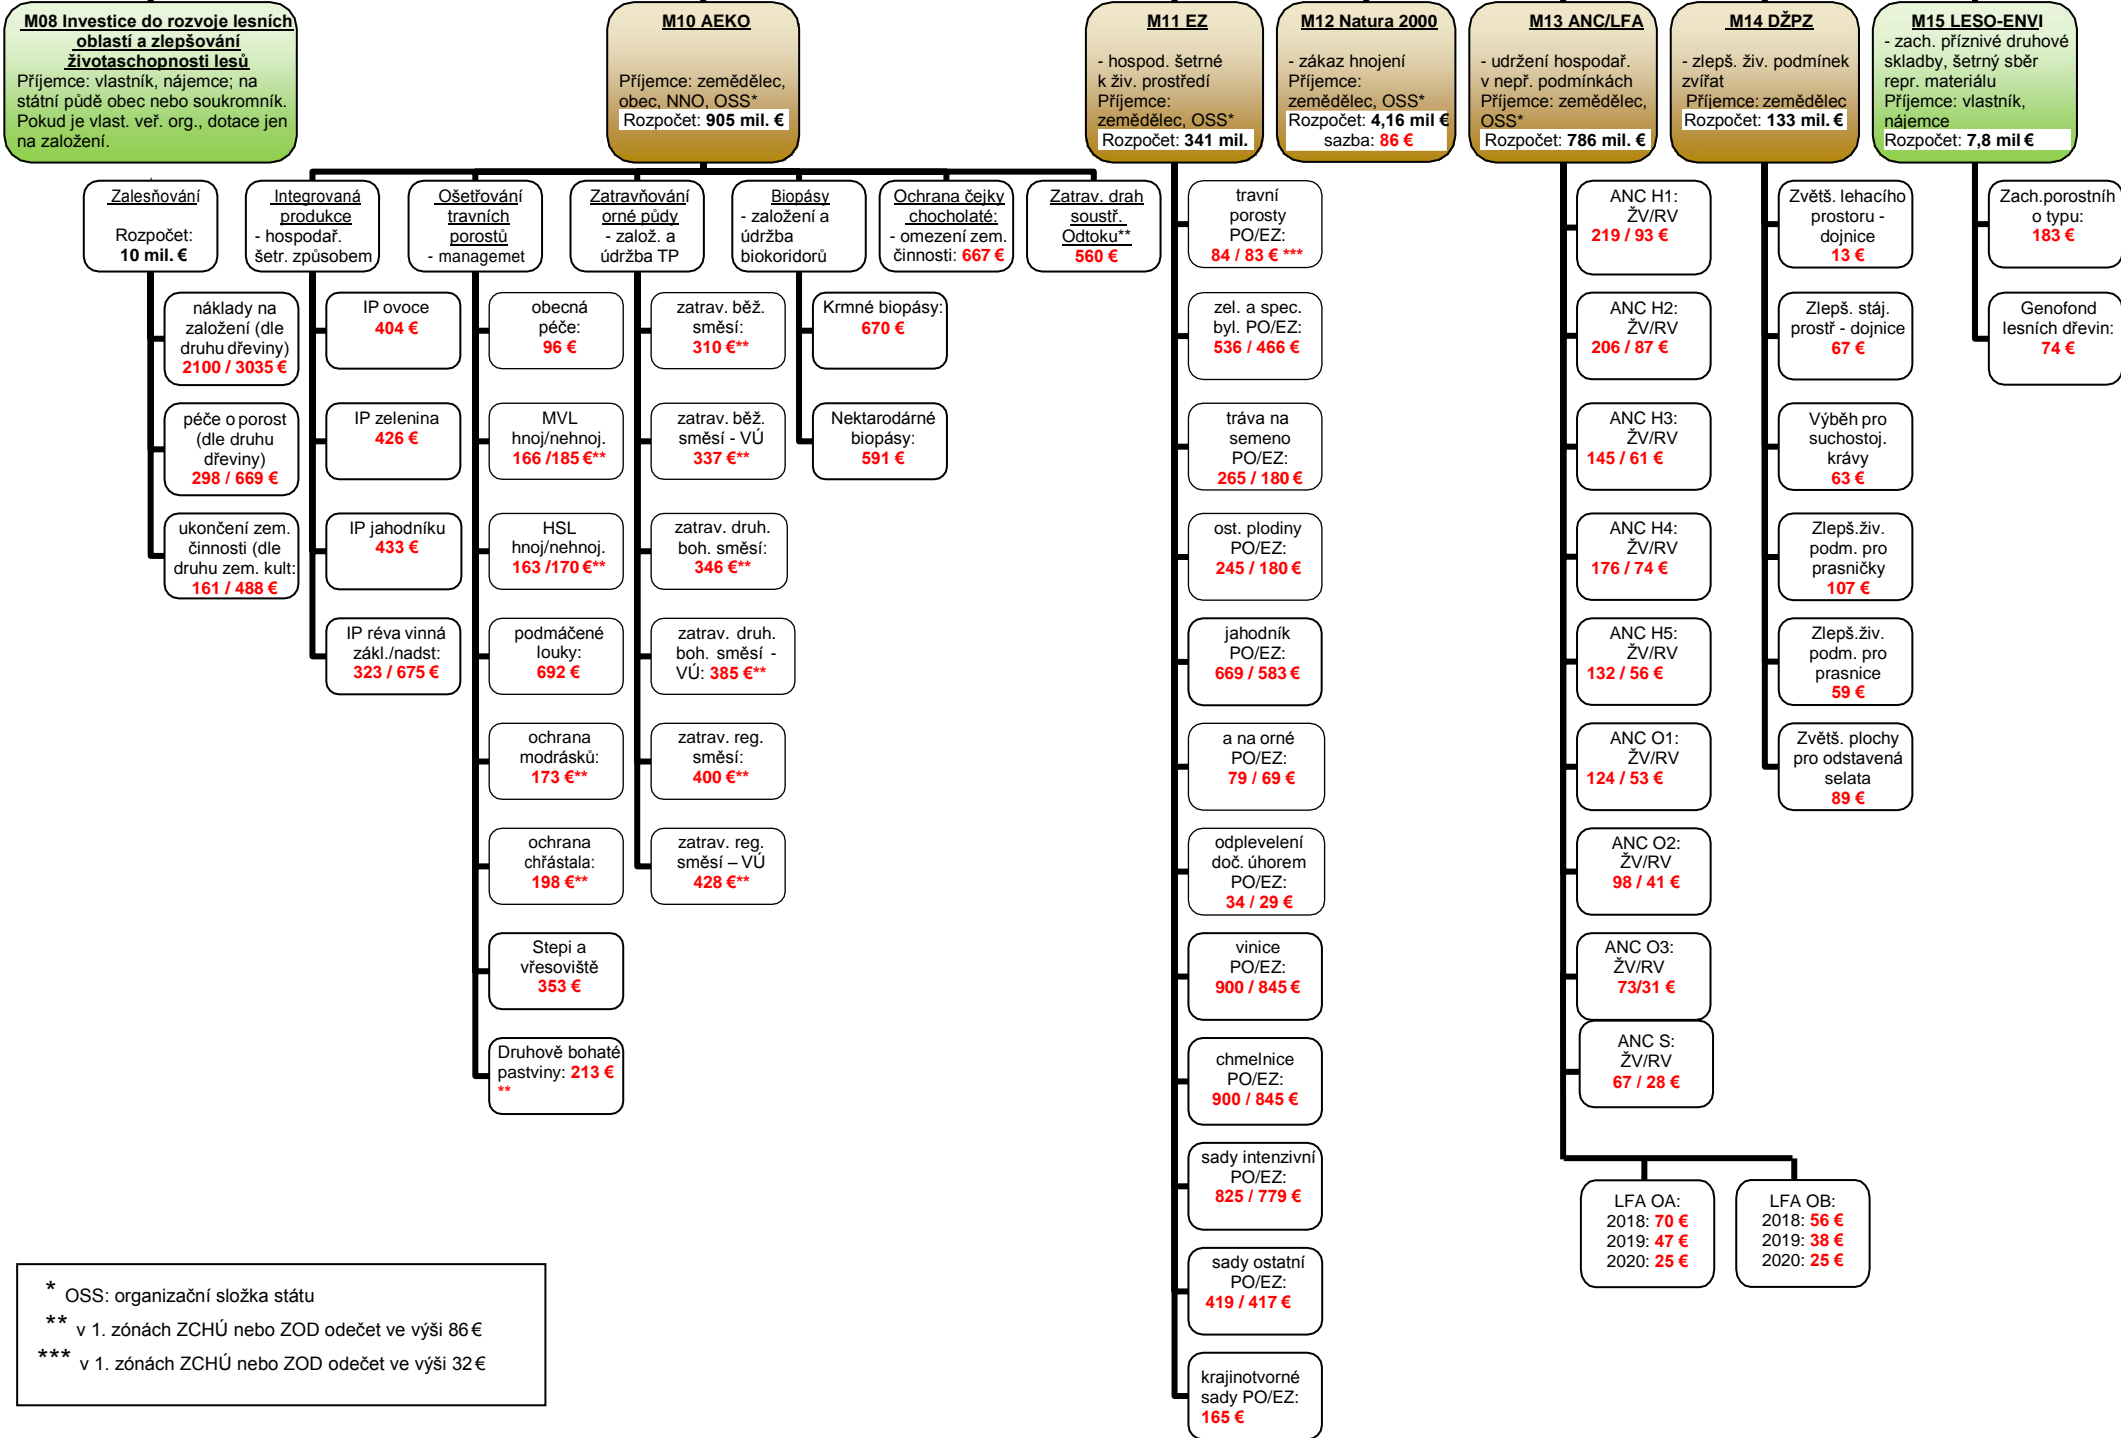 M08 Investice do rozvoje lesních
oblastí a zlepšování
životaschopnosti lesů
Příjemce: vlastník, nájemce; na
státní půdě obec nebo soukromník.
Pokud je vlast. veř. org., dotace jen
na založení.
M10 AEKO
Příjemce: zemědělec,
obec, NNO, OSS*
Rozpočet: 905 mil. €
M11 EZ
- hospod. šetrné
k živ. prostředí
Příjemce:
zemědělec, OSS*
Rozpočet: 341 mil.
M12 Natura 2000
- zákaz hnojení
Příjemce:
zemědělec, OSS*
Rozpočet: 4,16 mil €
sazba: 86 €
M13 ANC/LFA
- udržení hospodař.
v nepř. podmínkách
Příjemce: zemědělec,
OSS*
Rozpočet: 786 mil. €
M14 DŽPZ
- zlepš. živ. podmínek
zvířat
Příjemce: zemědělec
Rozpočet: 133 mil. €
M15 LESO-ENVI
- zach. příznivé druhové
skladby, šetrný sběr
repr. materiálu
Příjemce: vlastník,
nájemce
Rozpočet: 7,8 mil €
Zalesňování
Rozpočet:
10 mil. €
náklady na
založení (dle
druhu dřeviny)
2100 / 3035 €
péče o porost
(dle druhu
dřeviny)
298 / 669 €
ukončení zem.
činnosti (dle
druhu zem. kult:
161 / 488 €
Integrovaná
produkce
- hospodař.
šetr. způsobem
IP ovoce
404 €
IP zelenina
426 €
IP jahodníku
433 €
IP réva vinná
zákl./nadst:
323 / 675 €
Ošetřování
travních
porostů
- managemet
obecná
péče:
96 €
MVL
hnoj/nehnoj.
166 /185 €**
HSL
hnoj/nehnoj.
163 /170 €**
podmáčené
louky:
692 €
ochrana
modrásků:
173 €**
ochrana
chřástala:
198 €**
Stepi a
vřesoviště
353 €
Druhově bohaté
pastviny: 213 €
**
Zatravňování
orné půdy
- založ. a
údržba TP
zatrav. běž.
směsí:
310 €**
zatrav. běž.
směsí - VÚ
337 €**
zatrav. druh.
boh. směsí:
346 €**
zatrav. druh.
boh. směsí -
VÚ: 385 €**
zatrav. reg.
směsí:
400 €**
zatrav. reg.
směsí – VÚ
428 €**
Biopásy
- založení a
údržba
biokoridorů
Krmné biopásy:
670 €
Nektarodárné
biopásy:
591 €
Ochrana čejky
chocholaté:
- omezení zem.
činnosti: 667 €
Zatrav. drah
soustř.
Odtoku**
560 €
travní
porosty
PO/EZ:
84 / 83 € ***
zel. a spec.
byl. PO/EZ:
536 / 466 €
tráva na
semeno
PO/EZ:
265 / 180 €
ost. plodiny
PO/EZ:
245 / 180 €
jahodník
PO/EZ:
669 / 583 €
a na orné
PO/EZ:
79 / 69 €
odplevelení
doč. úhorem
PO/EZ:
34 / 29 €
vinice
PO/EZ:
900 / 845 €
chmelnice
PO/EZ:
900 / 845 €
sady intenzivní
PO/EZ:
825 / 779 €
sady ostatní
PO/EZ:
419 / 417 €
krajinotvorné
sady PO/EZ:
165 €
ANC H1:
ŽV/RV
219 / 93 €
ANC H2:
ŽV/RV
206 / 87 €
ANC H3:
ŽV/RV
145 / 61 €
ANC H4:
ŽV/RV
176 / 74 €
ANC H5:
ŽV/RV
132 / 56 €
ANC O1:
ŽV/RV
124 / 53 €
ANC O2:
ŽV/RV
98 / 41 €
ANC O3:
ŽV/RV
73/31 €
ANC S:
ŽV/RV
67 / 28 €
LFA OA:
2018: 70 €
2019: 47 €
2020: 25 €
LFA OB:
2018: 56 €
2019: 38 €
2020: 25 €
Zvětš. lehacího
prostoru -
dojnice
13 €
Zlepš. stáj.
prostř - dojnice
67 €
Výběh pro
suchostoj.
krávy
63 €
Zlepš.živ.
podm. pro
prasničky
107 €
Zlepš.živ.
podm. pro
prasnice
59 €
Zvětš. plochy
pro odstavená
selata
89 €
Zach.porostníh
o typu:
183 €
Genofond
lesních dřevin:
74 €
* OSS: organizační složka státu
** v 1. zónách ZCHÚ nebo ZOD odečet ve výši 86 €
*** v 1. zónách ZCHÚ nebo ZOD odečet ve výši 32 €